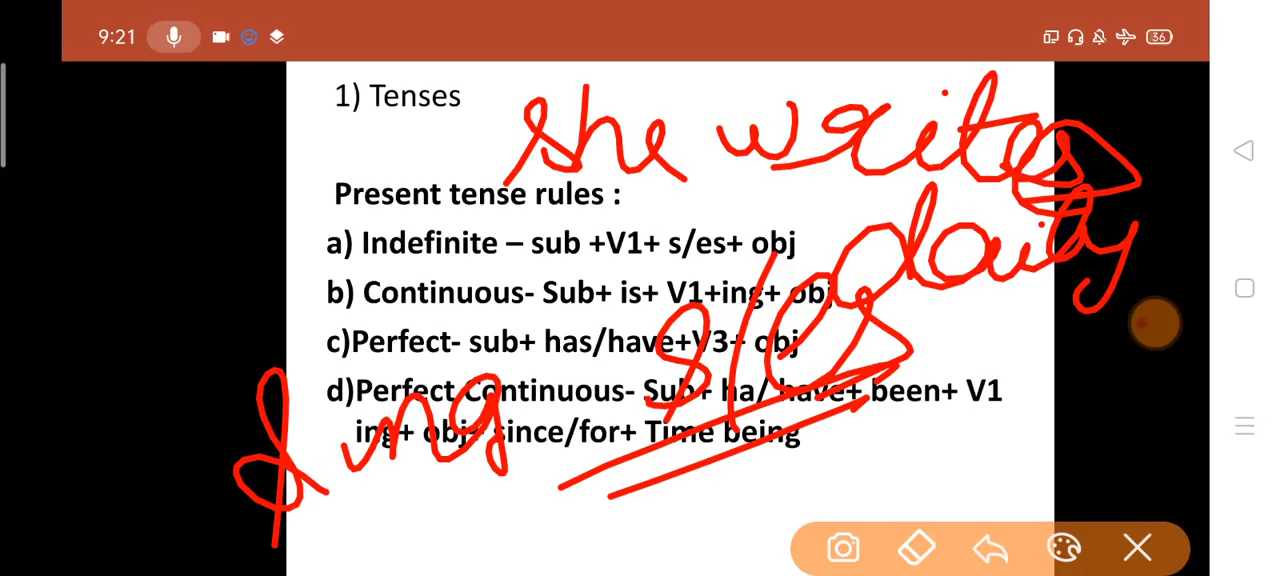 9:21
36
1) Tenses
she writes
Present tense rules :
daily
a) Indefinite – sub +V1+ s/es+ obj
b) Continuous- Sub+ is+ V1+ing+ obj
s/es
c)Perfect- sub+ has/have+V3+ obj
d)Perfect Continuous- Sub+ ha/ have+ been+ V1
ing+ obj+ since/for+ Time being